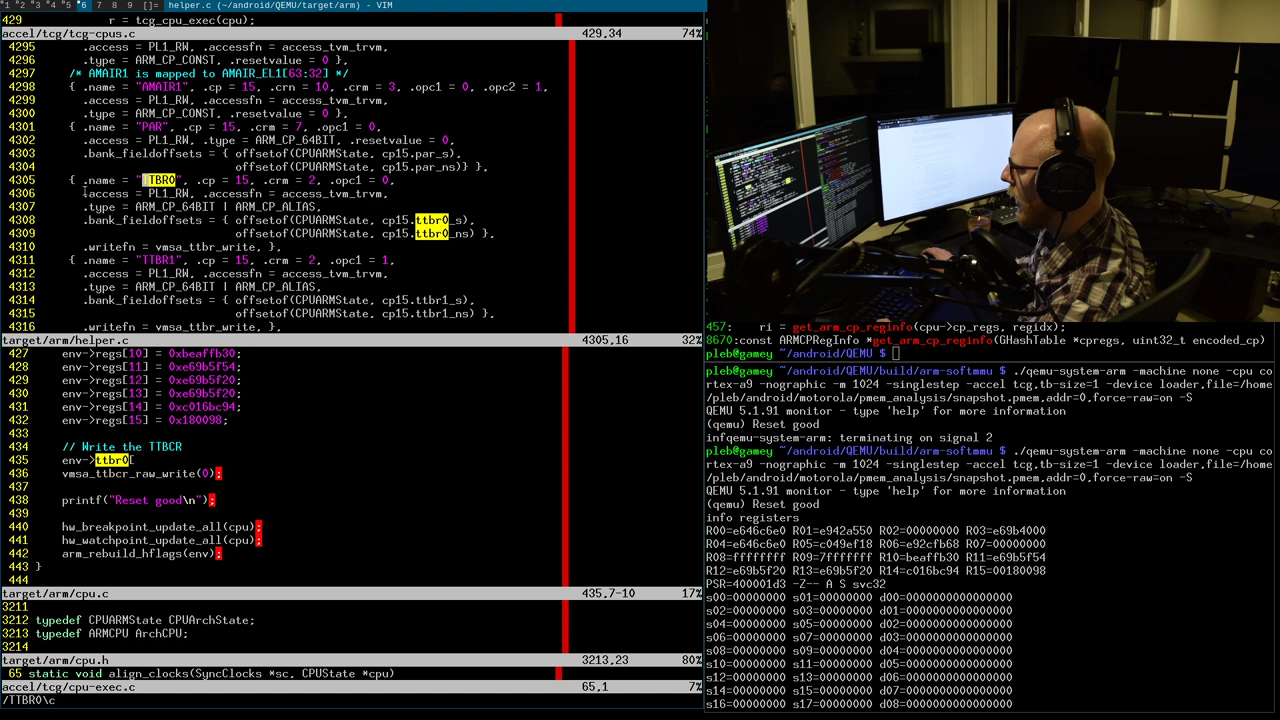 1 2 3 4 5 6 7 8 9 []= helper.c (~/android/QEMU/target/arm) - VIM
429             r = tcg_cpu_exec(cpu);
accel/tcg/tcg-cpus.c 429,34 74%
4295       .access = PL1_RW, .accessfn = access_tvm_trvm,
4296       .type = ARM_CP_CONST, .resetvalue = 0 },
4297     /* AMAIR1 is mapped to AMAIR_EL1[63:32] */
4298     { .name = "AMAIR1", .cp = 15, .crn = 10, .crm = 3, .opc1 = 0, .opc2 = 1,
4299       .access = PL1_RW, .accessfn = access_tvm_trvm,
4300       .type = ARM_CP_CONST, .resetvalue = 0 },
4301     { .name = "PAR", .cp = 15, .crm = 7, .opc1 = 0,
4302       .access = PL1_RW, .type = ARM_CP_64BIT, .resetvalue = 0,
4303       .bank_fieldoffsets = { offsetof(CPUARMState, cp15.par_s),
4304                              offsetof(CPUARMState, cp15.par_ns)} },
4305     { .name = "TTBR0", .cp = 15, .crm = 2, .opc1 = 0,
4306       .access = PL1_RW, .accessfn = access_tvm_trvm,
4307       .type = ARM_CP_64BIT | ARM_CP_ALIAS,
4308       .bank_fieldoffsets = { offsetof(CPUARMState, cp15.ttbr0_s),
4309                              offsetof(CPUARMState, cp15.ttbr0_ns) },
4310       .writefn = vmsa_ttbr_write, },
4311     { .name = "TTBR1", .cp = 15, .crm = 2, .opc1 = 1,
4312       .access = PL1_RW, .accessfn = access_tvm_trvm,
4313       .type = ARM_CP_64BIT | ARM_CP_ALIAS,
4314       .bank_fieldoffsets = { offsetof(CPUARMState, cp15.ttbr1_s),
4315                              offsetof(CPUARMState, cp15.ttbr1_ns) },
4316       .writefn = vmsa_ttbr_write, },
target/arm/helper.c 4305,16 32%
427     env->regs[10] = 0xbeaffb30;
428     env->regs[11] = 0xe69b5f54;
429     env->regs[12] = 0xe69b5f20;
430     env->regs[13] = 0xe69b5f20;
431     env->regs[14] = 0xc016bc94;
432     env->regs[15] = 0x180098;
433
434     // Write the TTBCR
435     env->ttbr0[
436     vmsa_ttbcr_raw_write(0);
437
438     printf("Reset good\n");
439
440     hw_breakpoint_update_all(cpu);
441     hw_watchpoint_update_all(cpu);
442     arm_rebuild_hflags(env);
443 }
444
target/arm/cpu.c 435,7-10 17%
3211
3212 typedef CPUARMState CPUArchState;
3213 typedef ARMCPU ArchCPU;
3214
target/arm/cpu.h 3213,23 80%
65 static void align_clocks(SyncClocks *sc, CPUState *cpu)
accel/tcg/cpu-exec.c 65,1 7%
/TTBR0\c
457:    ri = get_arm_cp_reginfo(cpu->cp_regs, regidx);
8670:const ARMCPRegInfo *get_arm_cp_reginfo(GHashTable *cpregs, uint32_t encoded_cp)
pleb@gamey ~/android/QEMU $
pleb@gamey ~/android/QEMU/build/arm-softmmu $ ./qemu-system-arm -machine none -cpu co
rtex-a9 -nographic -m 1024 -singlestep -accel tcg,tb-size=1 -device loader,file=/home
/pleb/android/motorola/pmem_analysis/snapshot.pmem,addr=0,force-raw=on -S
QEMU 5.1.91 monitor - type 'help' for more information
(qemu) Reset good
infqemu-system-arm: terminating on signal 2
pleb@gamey ~/android/QEMU/build/arm-softmmu $ ./qemu-system-arm -machine none -cpu co
rtex-a9 -nographic -m 1024 -singlestep -accel tcg,tb-size=1 -device loader,file=/home
/pleb/android/motorola/pmem_analysis/snapshot.pmem,addr=0,force-raw=on -S
QEMU 5.1.91 monitor - type 'help' for more information
(qemu) Reset good
info registers
R00=e646c6e0 R01=e942a550 R02=00000000 R03=e69b4000
R04=e646c6e0 R05=c049ef18 R06=e92cfb68 R07=00000000
R08=ffffffff R09=7fffffff R10=beaffb30 R11=e69b5f54
R12=e69b5f20 R13=e69b5f20 R14=c016bc94 R15=00180098
PSR=400001d3 -Z-- A S svc32
s00=00000000 s01=00000000 d00=0000000000000000
s02=00000000 s03=00000000 d01=0000000000000000
s04=00000000 s05=00000000 d02=0000000000000000
s06=00000000 s07=00000000 d03=0000000000000000
s08=00000000 s09=00000000 d04=0000000000000000
s10=00000000 s11=00000000 d05=0000000000000000
s12=00000000 s13=00000000 d06=0000000000000000
s14=00000000 s15=00000000 d07=0000000000000000
s16=00000000 s17=00000000 d08=0000000000000000